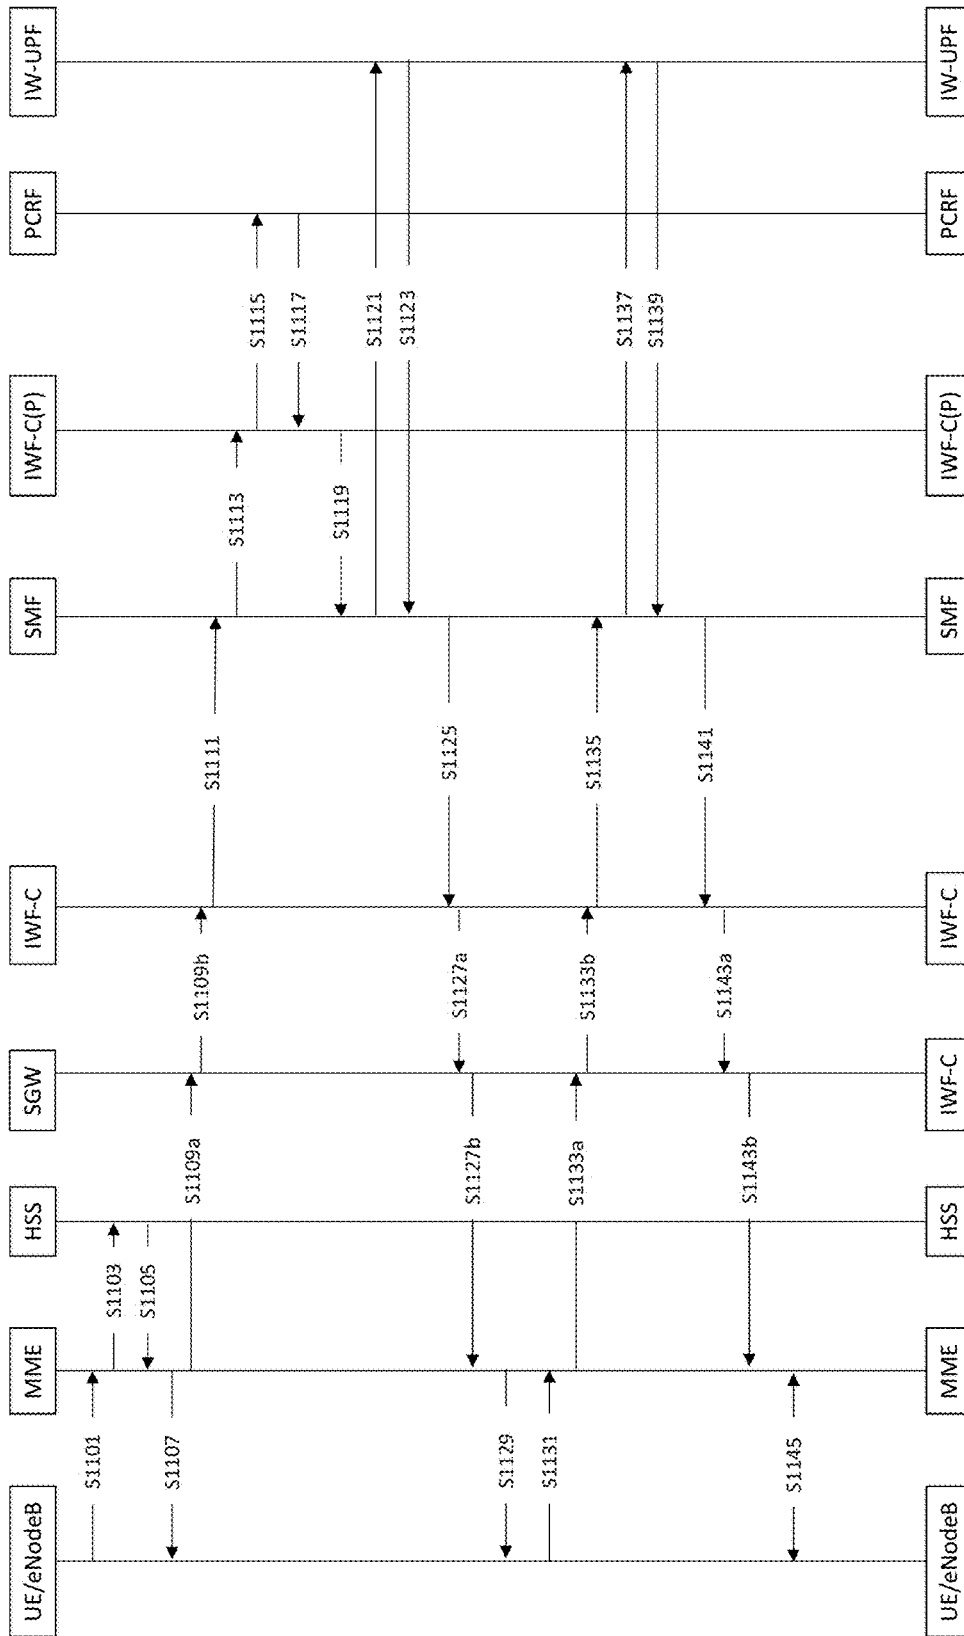 UE/eNodeB
MME
HSS
SGW
IWF-C
SMF
IWF-C(P)
PCRF
IW-UPF
S1101
S1103
S1105
S1107
S1109a
S1109b
S1111
S1113
S1115
S1117
S1119
S1121
S1123
S1125
S1127a
S1127b
S1129
S1131
S1133a
S1133b
S1135
S1137
S1139
S1141
S1143a
S1143b
S1145
UE/eNodeB
MME
HSS
IWF-C
IWF-C
SMF
IWF-C(P)
PCRF
IW-UPF